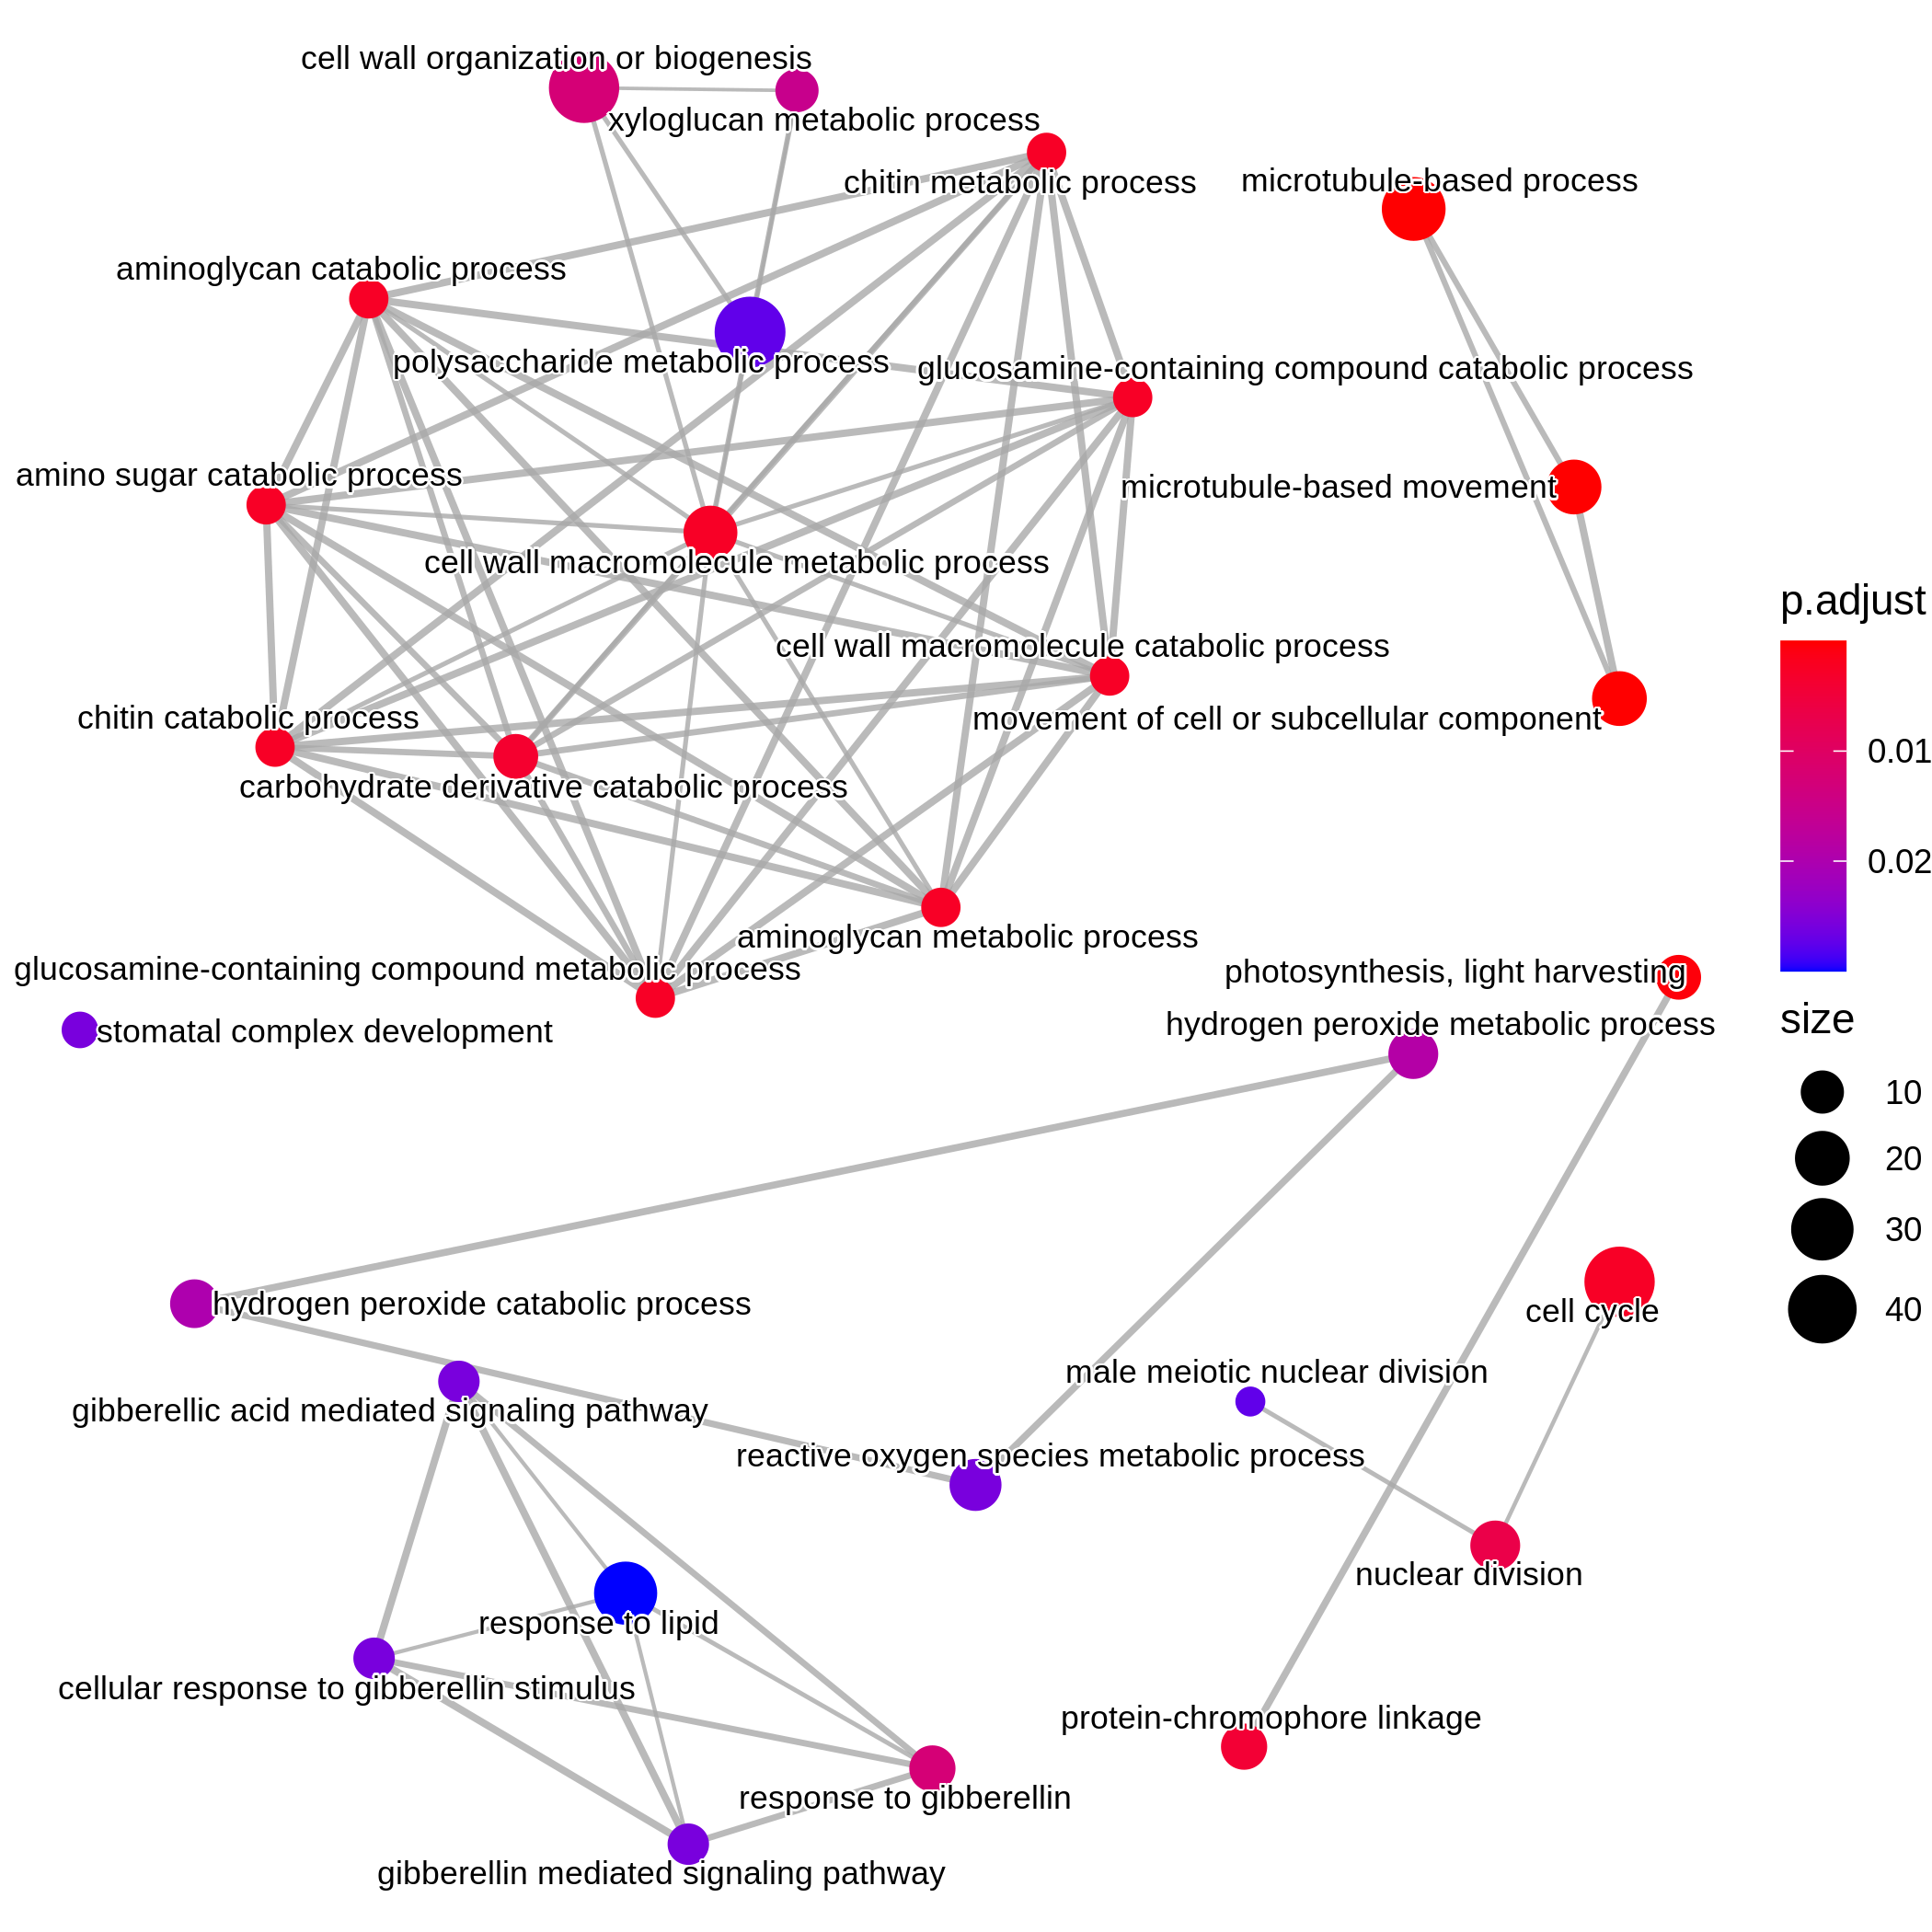 cell wall organization or biogenesis
xyloglucan metabolic process
chitin metabolic process
microtubule-based process
aminoglycan catabolic process
polysaccharide metabolic process
glucosamine-containing compound catabolic process
amino sugar catabolic process
microtubule-based movement
cell wall macromolecule metabolic process
p.adjust
cell wall macromolecule catabolic process
chitin catabolic process
movement of cell or subcellular component
0.01
carbohydrate derivative catabolic process
0.02
aminoglycan metabolic process
glucosamine-containing compound metabolic process
photosynthesis, light harvesting
size
hydrogen peroxide metabolic process
stomatal complex development
10
20
30
hydrogen peroxide catabolic process
cell cycle
40
male meiotic nuclear division
gibberellic acid mediated signaling pathway
reactive oxygen species metabolic process
nuclear division
response to lipid
cellular response to gibberellin stimulus
protein-chromophore linkage
response to gibberellin
gibberellin mediated signaling pathway